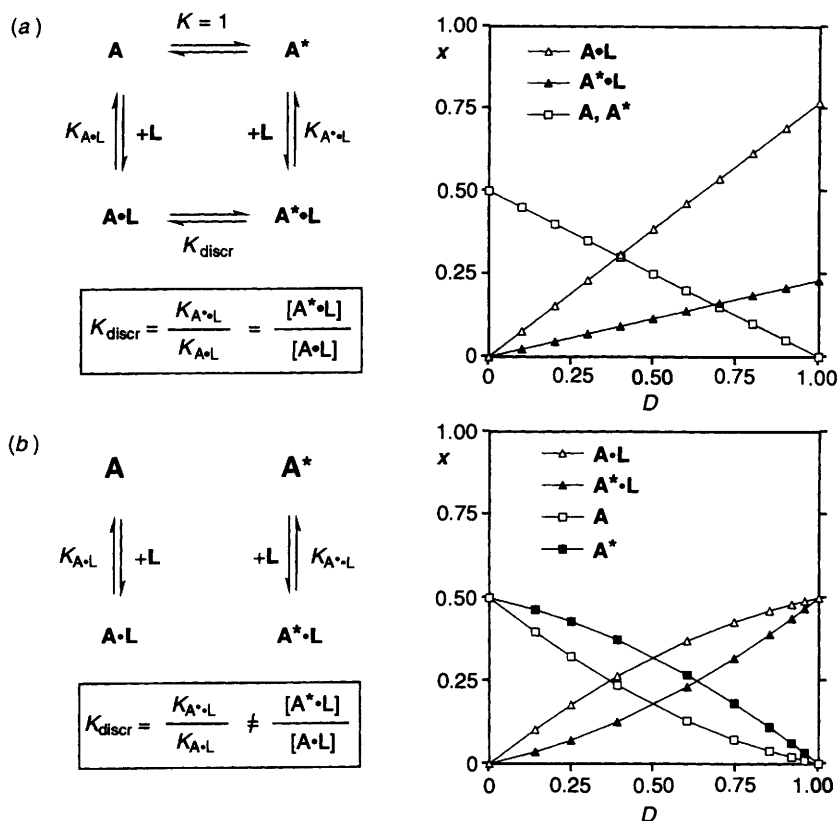 (a)
K = 1
A A*
K_A•L +L +L K_A*•L
A•L A*•L
K_discr
K_discr = K_A*•L / K_A•L = [A*•L] / [A•L]
1.00
x
0.75
0.50
0.25
0
A•L
A*•L
A, A*
0 0.25 0.50 0.75 1.00
D
(b)
A A*
K_A•L +L +L K_A*•L
A•L A*•L
K_discr = K_A*•L / K_A•L ≠ [A*•L] / [A•L]
1.00
x
0.75
0.50
0.25
0
A•L
A*•L
A
A*
0 0.25 0.50 0.75 1.00
D